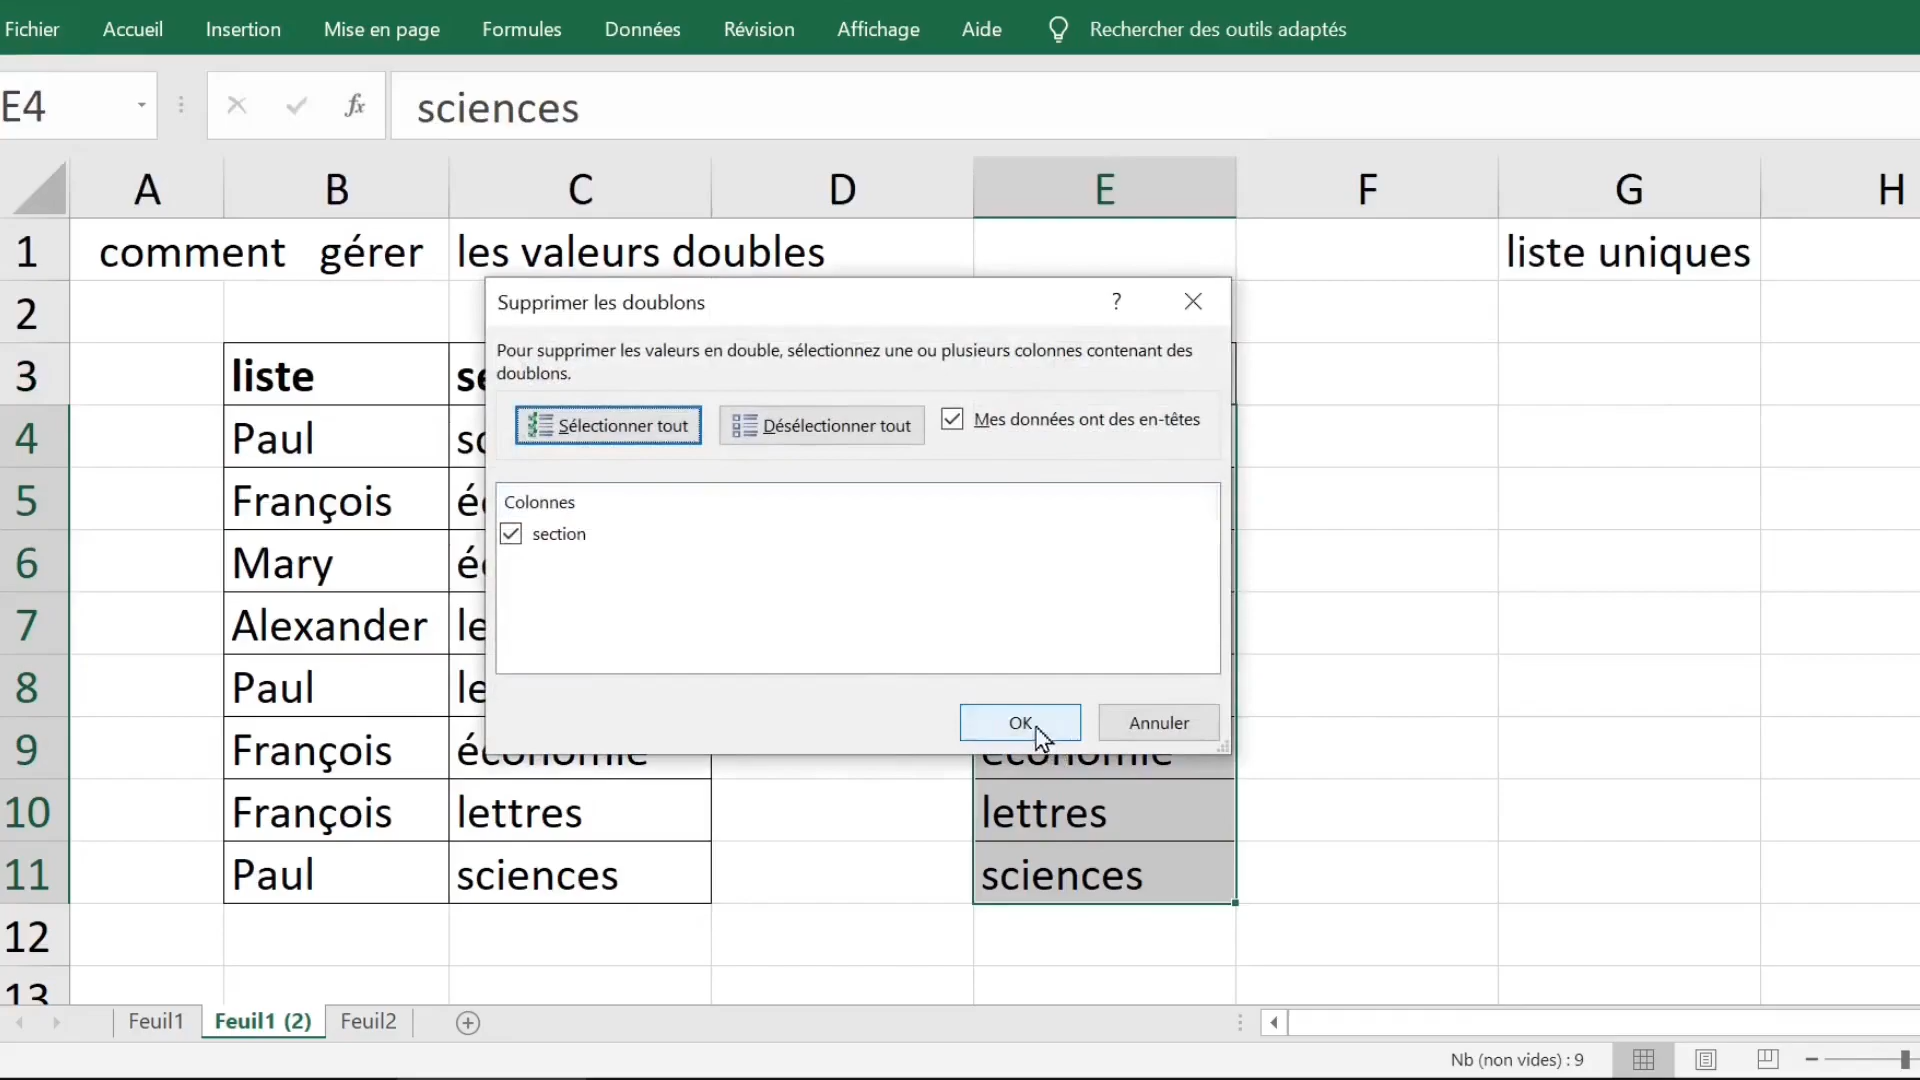 Fichier Accueil Insertion Mise en page Formules Données Révision Affichage Aide Rechercher des outils adaptés
E4 fx sciences
A B C D E F G H
1 comment gérer les valeurs doubles liste uniques
2
Supprimer les doublons ?
Pour supprimer les valeurs en double, sélectionnez une ou plusieurs colonnes contenant des
doublons.
Sélectionner tout Désélectionner tout Mes données ont des en-têtes
Colonnes
section
OK Annuler
3 liste
4 Paul
5 François
6 Mary
7 Alexander
8 Paul
9 François économie économie
10 François lettres lettres
11 Paul sciences sciences
12
13
Feuil1 Feuil1 (2) Feuil2
Nb (non vides) : 9